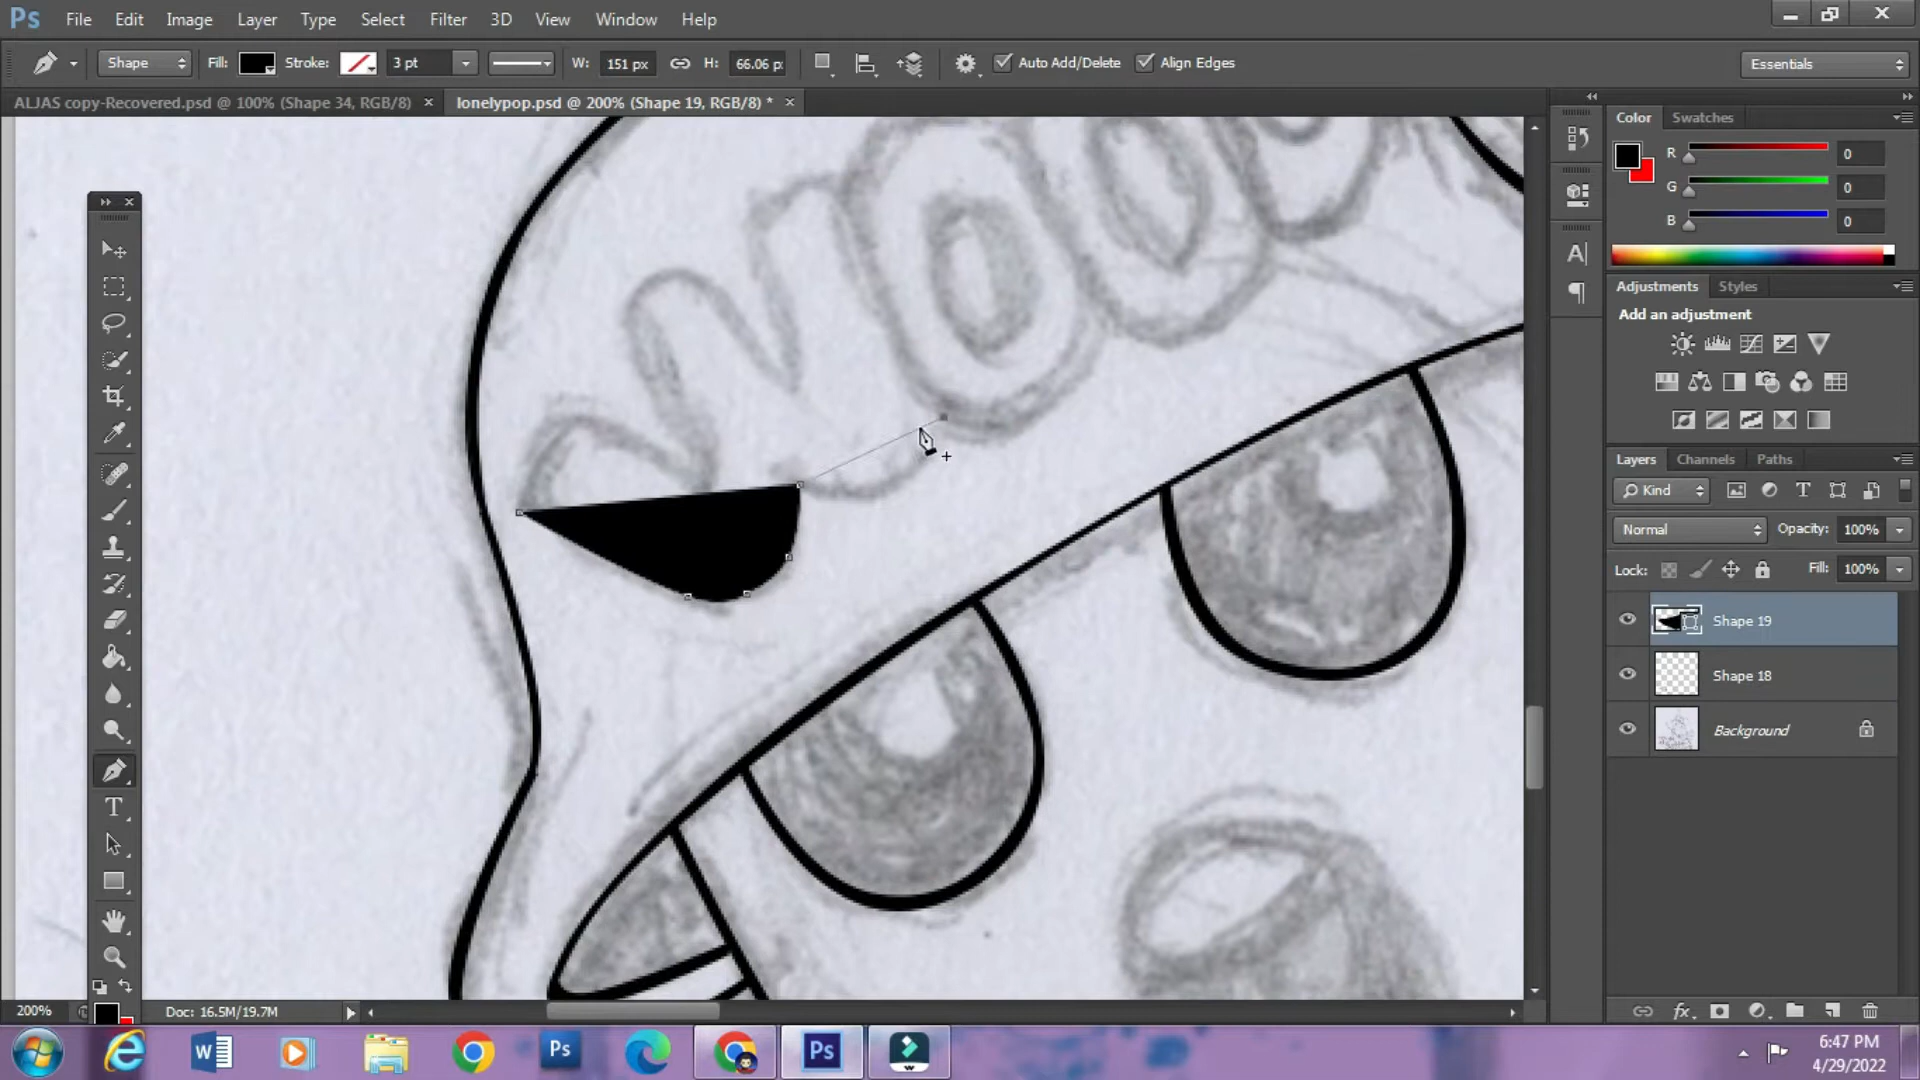 Ps File Edit Image Layer Type Select Filter 3D View Window Help
Shape Fill: Stroke: 3 pt W: 151 px H: 66.06 p: Auto Add/Delete Align Edges Essentials
ALJAS copy-Recovered.psd @ 100% (Shape 34, RGB/8) × lonelypop.psd @ 200% (Shape 19, RGB/8) * ×
Color Swatches
R 0
G 0
B 0
Adjustments Styles
Add an adjustment
Layers Channels Paths
Kind T
Normal Opacity: 100%
Lock: Fill: 100%
Shape 19
Shape 18
Background
fx
200% Doc: 16.5M/19.7M
W Ps Ps
6:47 PM
4/29/2022